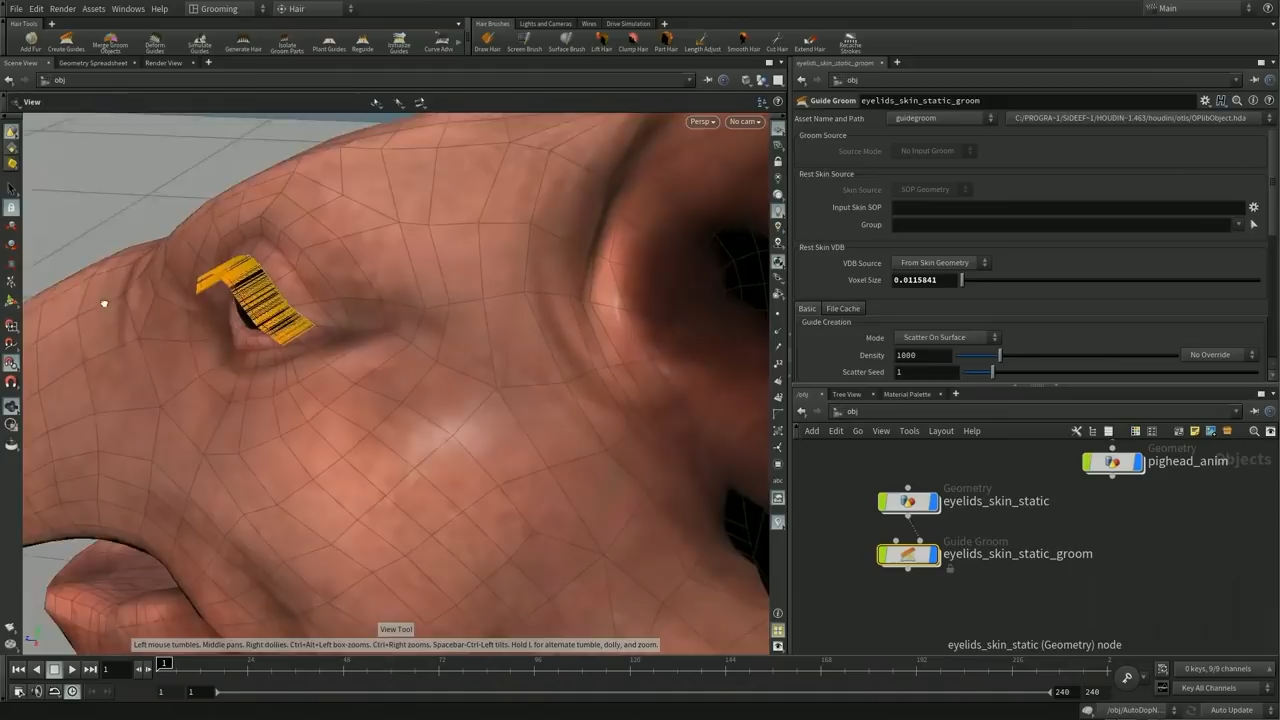 File Edit Render Assets Windows Help Grooming Hair Main
Hair Tools Hair Brushes Lights and Cameras Wires Drive Simulation
Add Fur Create Guides Merge Groom Objects Deform Guides Simulate Guides Generate Hair Isolate Groom Parts Plant Guides Reguide Initialize Guides Curve Adv Draw Hair Screen Brush Surface Brush Lift Hair Clump Hair Part Hair Length Adjust Smooth Hair Cut Hair Extend Hair Recache Strokes
Scene View Geometry Spreadsheet Render View eyelids_skin_static_groom
obj obj
View
Guide Groom eyelids_skin_static_groom
Persp No cam
Asset Name and Path guidegroom C:/PROGRA~1/SIDEEF~1/HOUDIN~1.463/houdini/otls/OPlibObject.hda
Groom Source
Source Mode No Input Groom
Rest Skin Source
Skin Source SOP Geometry
Input Skin SOP
Group
Rest Skin VDB
VDB Source From Skin Geometry
Voxel Size 0.0115841
Basic File Cache
Guide Creation
Mode Scatter On Surface
Density 1000 No Override
Scatter Seed 1
/obj Tree View Material Palette
obj
Add Edit Go View Tools Layout Help
Geometry
pighead_anim
Objects
Geometry
eyelids_skin_static
Guide Groom
eyelids_skin_static_groom
abc
View Tool
Left mouse tumbles. Middle pans. Right dollies. Ctrl+Alt+Left box-zooms. Ctrl+Right zooms. Spacebar-Ctrl-Left tilts. Hold L for alternate tumble, dolly, and zoom.
eyelids_skin_static (Geometry) node
1 1 24 48 72 96 120 144 168 192 216 2
0 keys, 9/9 channels
1 1 240 240 Key All Channels
/obj/AutoDopN... Auto Update